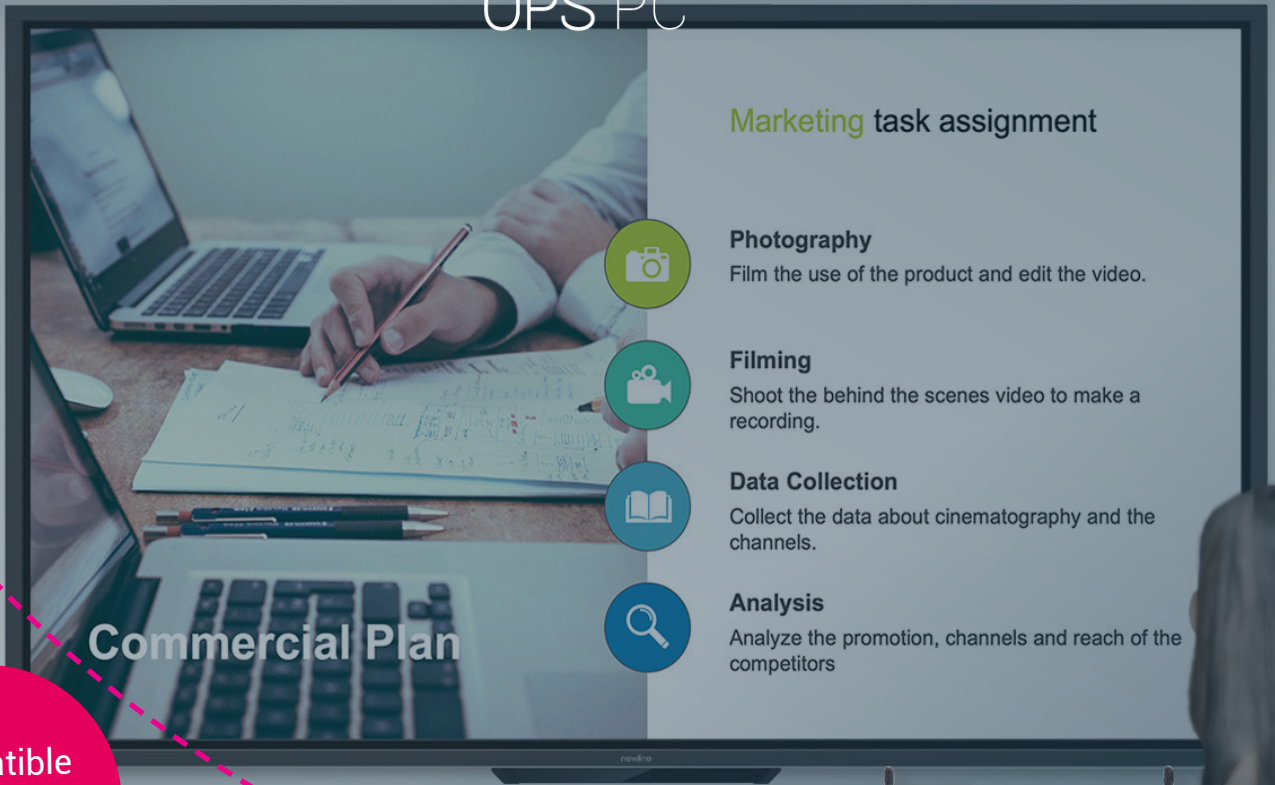 OPS PC
Marketing task assignment
Photography
Film the use of the product and edit the video.
Filming
Shoot the behind the scenes video to make a
recording.
Data Collection
Collect the data about cinematography and the
channels.
Analysis
Analyze the promotion, channels and reach of the
competitors
Commercial Plan
newline